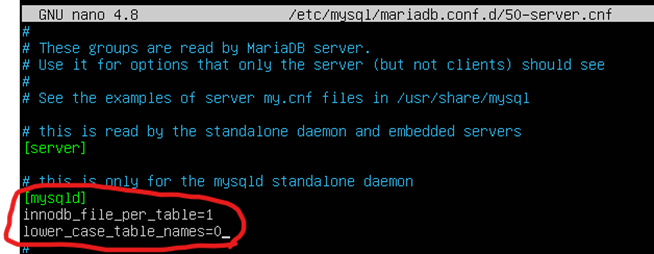 GNU nano 4.8 /etc/mysql/mariadb.conf.d/50-server.cnf
#
# These groups are read by MariaDB server.
# Use it for options that only the server (but not clients) should see
#
# See the examples of server my.cnf files in /usr/share/mysql
# this is read by the standalone daemon and embedded servers
[server]
# this is only for the mysqld standalone daemon
[mysqld]
innodb_file_per_table=1
lower_case_table_names=0
#